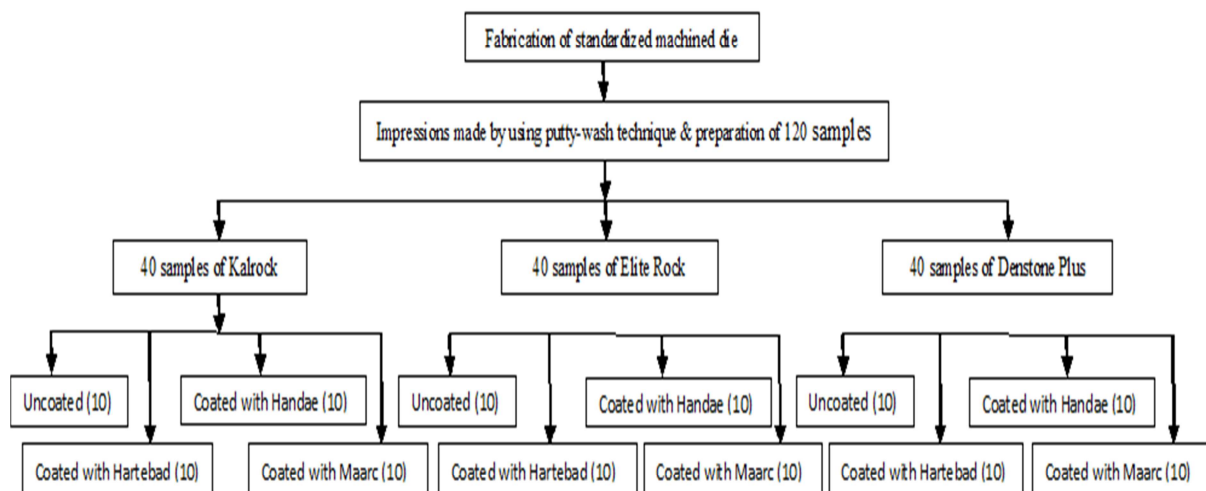 Fabrication of standardized machined die
Impressions made by using putty-wash technique & preparation of 120 samples
40 samples of Kalrock
40 samples of Elite Rock
40 samples of Denstone Plus
Uncoated (10)
Coated with Handae (10)
Uncoated (10)
Coated with Handae (10)
Uncoated (10)
Coated with Handae (10)
Coated with Hartebad (10)
Coated with Maarc (10)
Coated with Hartebad (10)
Coated with Maarc (10)
Coated with Hartebad (10)
Coated with Maarc (10)